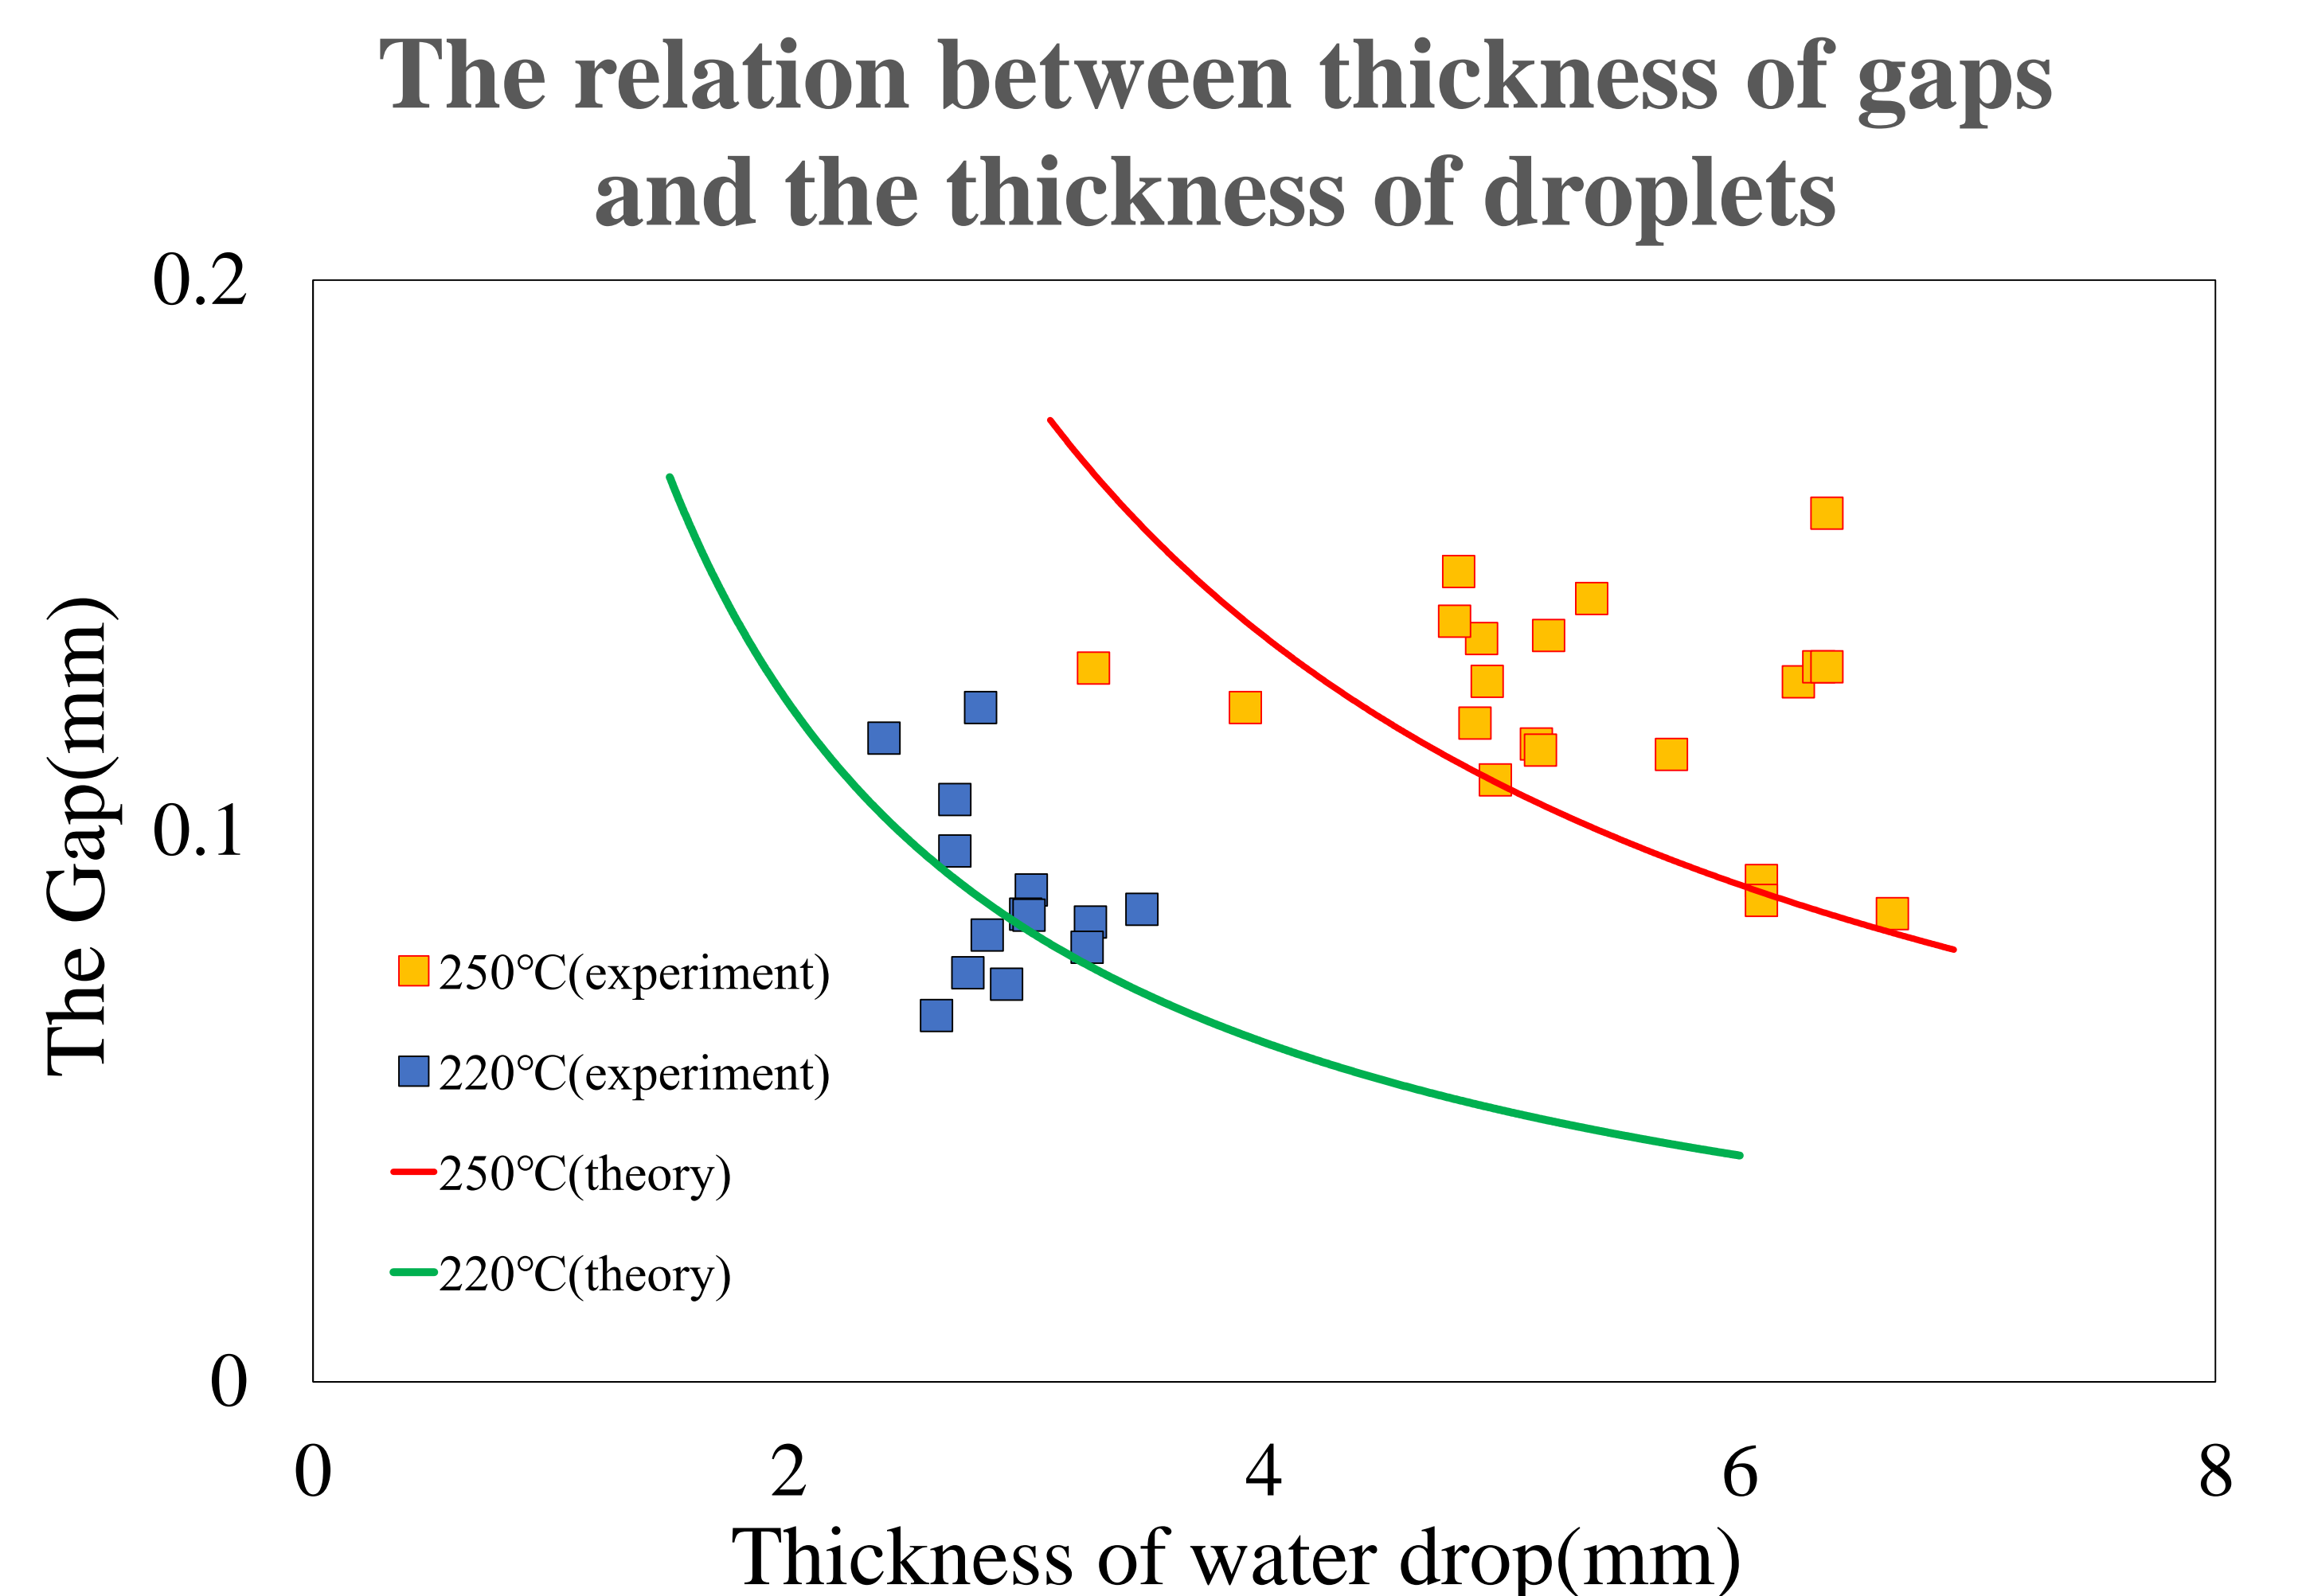 The relation between thickness of gaps
and the thickness of droplets
0.2
0.1
0
The Gap(mm)
250°C(experiment)
220°C(experiment)
250°C(theory)
220°C(theory)
0 2 4 6 8
Thickness of water drop(mm)